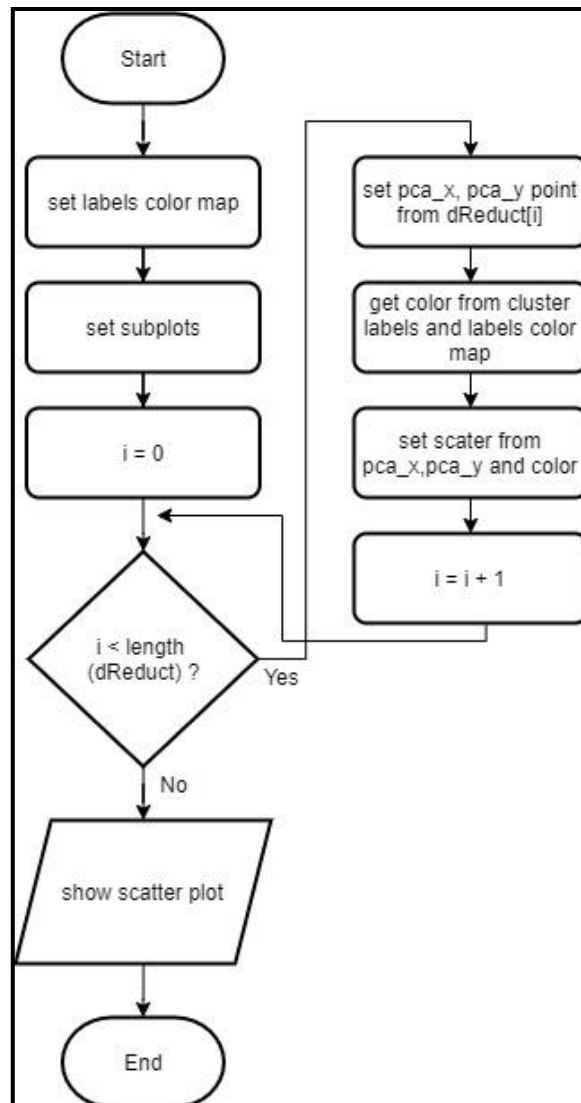 Start
set labels color map
set subplots
i = 0
i < length
(dReduct) ?
Yes
No
set pca_x, pca_y point
from dReduct[i]
get color from cluster
labels and labels color
map
set scater from
pca_x,pca_y and color
i = i + 1
show scatter plot
End